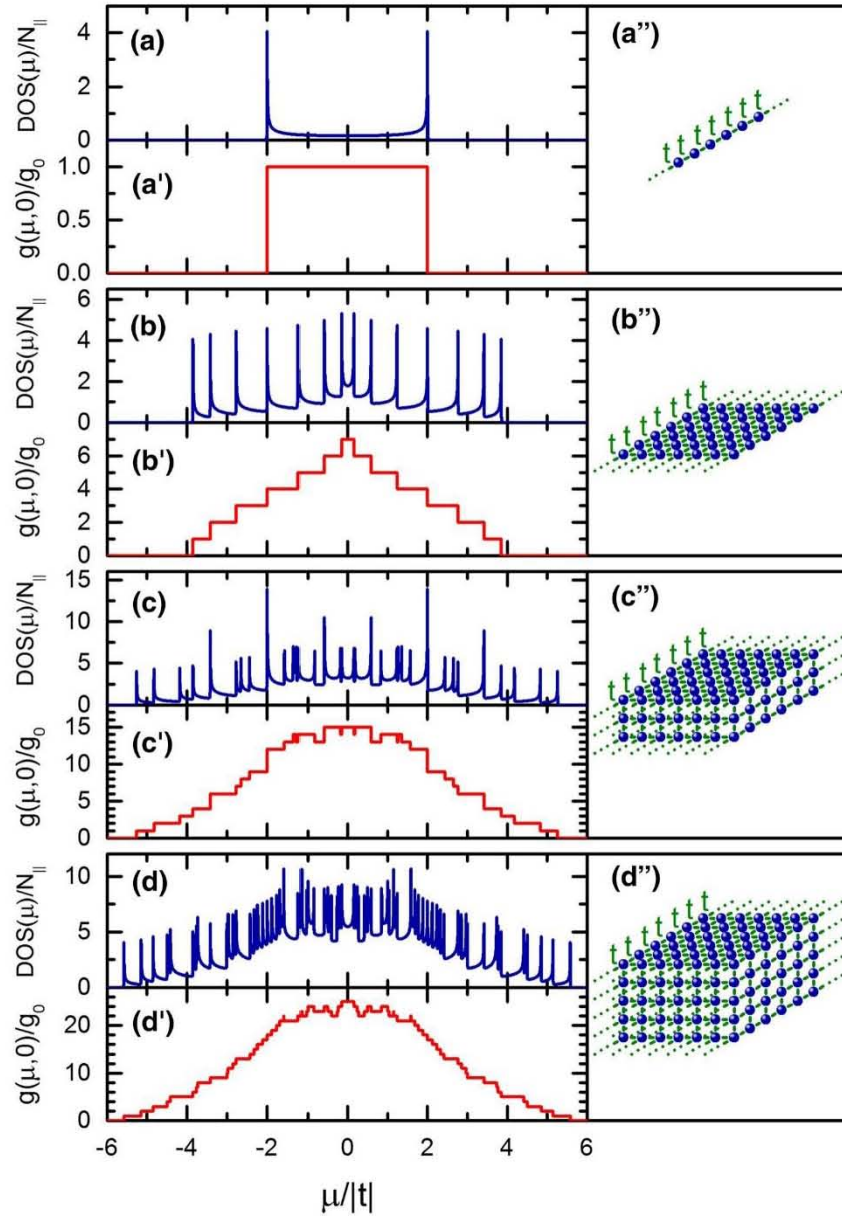 DOS(μ)/N||
4
2
0
(a)
(a'')
t t t t t t t
g(μ,0)/g0
1.0
0.5
0.0
(a')
DOS(μ)/N||
6
4
2
0
(b)
(b'')
t t t t t t t
g(μ,0)/g0
6
4
2
0
(b')
DOS(μ)/N||
15
10
5
0
(c)
(c'')
t t t t t t t
g(μ,0)/g0
15
10
5
0
(c')
DOS(μ)/N||
10
5
0
(d)
(d'')
t t t t t t t
g(μ,0)/g0
20
10
0
(d')
-6 -4 -2 0 2 4 6
μ/|t|